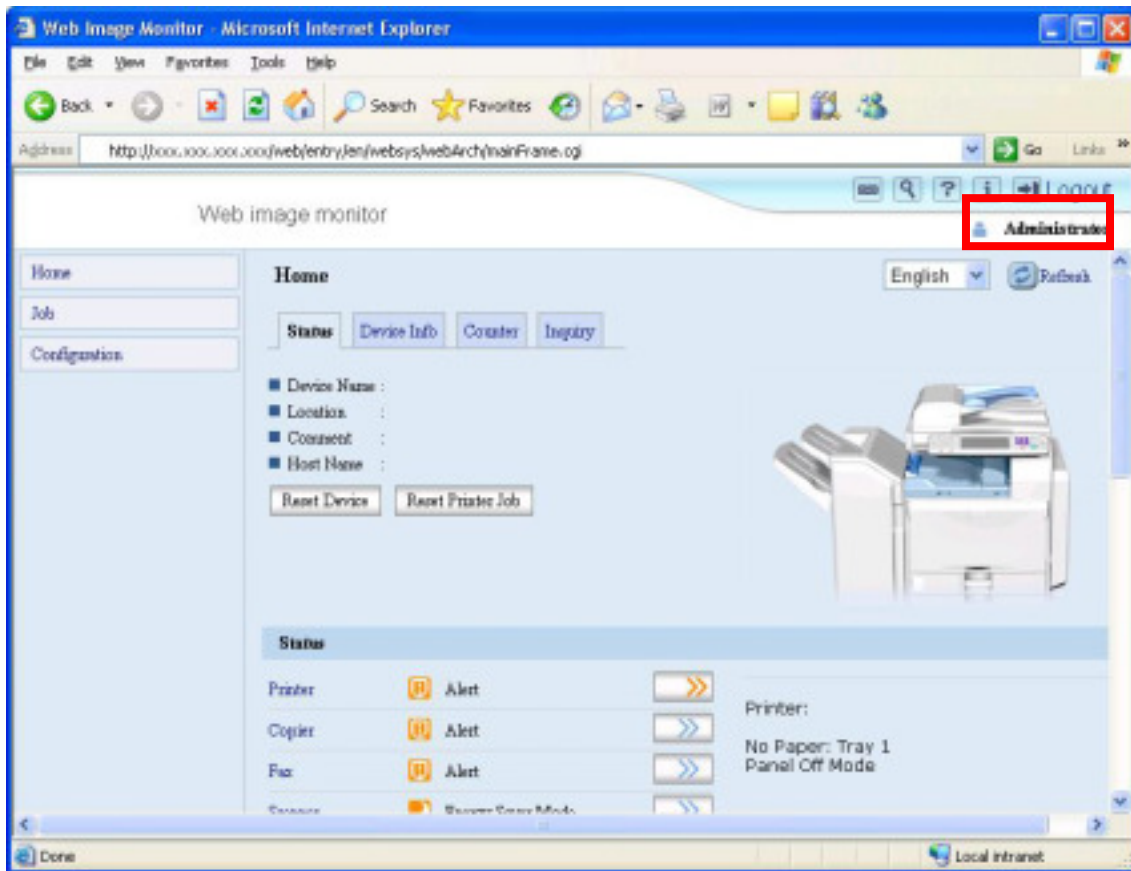 Web Image Monitor - Microsoft Internet Explorer
File Edit View Favorites Tools Help
Back Search Favorites
Address http://xxx.xxx.xxx.xxx/web/entry/en/websys/webArch/mainFrame.cgi Go Links
Logout
Web image monitor
Administrator
Home
Job
Configuration
Home
English Refresh
Status Device Info Counter Inquiry
Device Name :
Location :
Comment :
Host Name :
Reset Device Reset Printer Job
Status
Printer Alert
Copier Alert
Fax Alert
Printer:
No Paper: Tray 1
Panel Off Mode
Done Local intranet